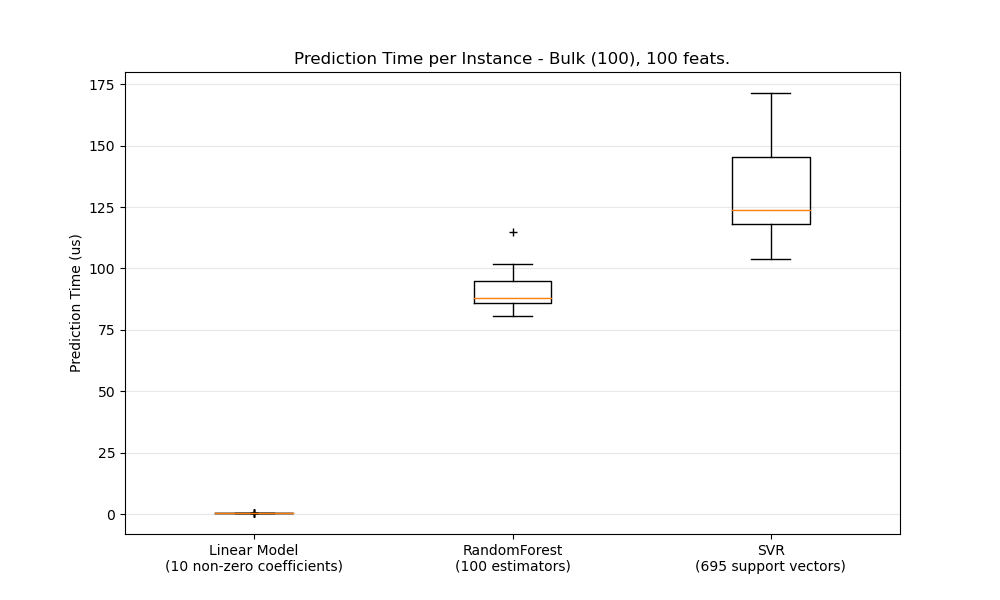 Prediction Time per Instance - Bulk (100), 100 feats.
175
150
125
100
75
50
25
0
Prediction Time (us)
Linear Model
(10 non-zero coefficients)
RandomForest
(100 estimators)
SVR
(695 support vectors)